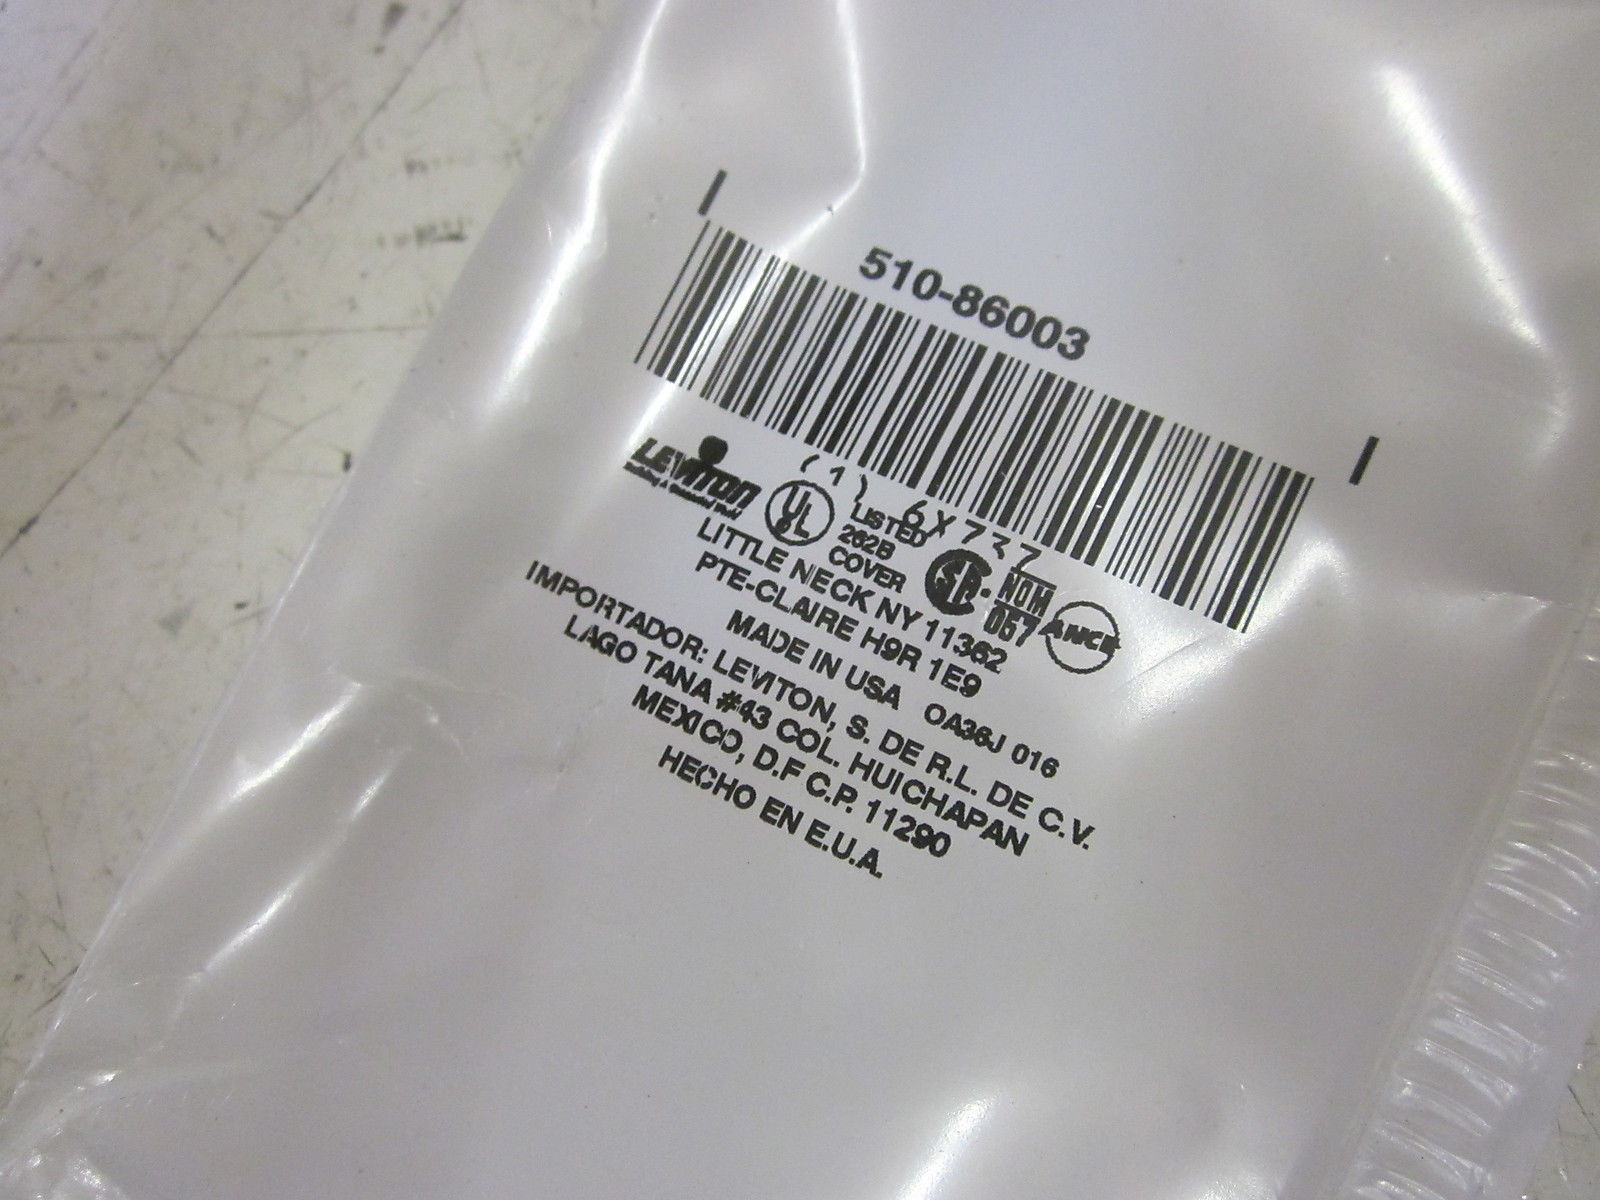 510-86003
(1) 6X737
LEVITON
UL
LISTED
262B
COVER
NOM
057
ANCE
LITTLE NECK NY 11362
PTE-CLAIRE H9R 1E9
MADE IN USA OA36J 016
IMPORTADOR: LEVITON, S. DE R.L. DE C.V.
LAGO TANA #43 COL. HUICHAPAN
MEXICO, D.F C.P. 11290
HECHO EN E.U.A.